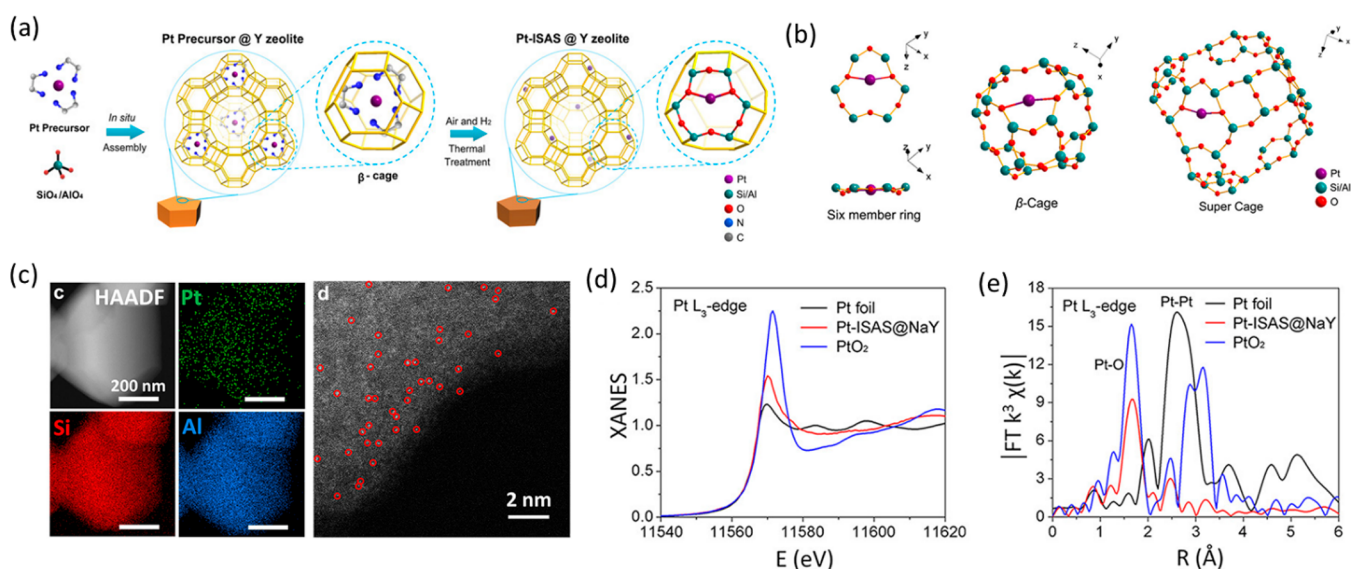 (a)
Pt Precursor
SiO₄/AlO₄
In situ
Assembly
Pt Precursor @ Y zeolite
β- cage
Air and H₂
Thermal
Treatment
Pt-ISAS @ Y zeolite
Pt
Si/Al
O
N
C
(b)
y
x
z
y
z
x
Six member ring
z
y
x
β-Cage
z
y
x
Super Cage
Pt
Si/Al
O
(c)
c
HAADF
200 nm
Pt
Si
Al
d
2 nm
(d)
Pt L₃-edge
Pt foil
Pt-ISAS@NaY
PtO₂
XANES
2.5
2.0
1.5
1.0
0.5
0.0
11540
11560
11580
11600
11620
E (eV)
(e)
Pt L₃-edge
Pt-Pt
Pt-O
Pt foil
Pt-ISAS@NaY
PtO₂
|FT k³ χ(k)|
18
15
12
9
6
3
0
0
1
2
3
4
5
6
R (Å)